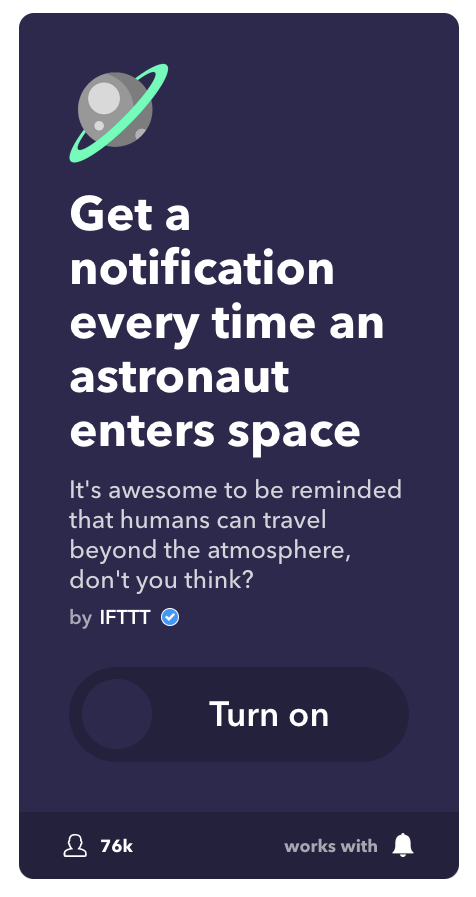 Get a
notification
every time an
astronaut
enters space
It's awesome to be reminded
that humans can travel
beyond the atmosphere,
don't you think?
by IFTTT
Turn on
76k
works with